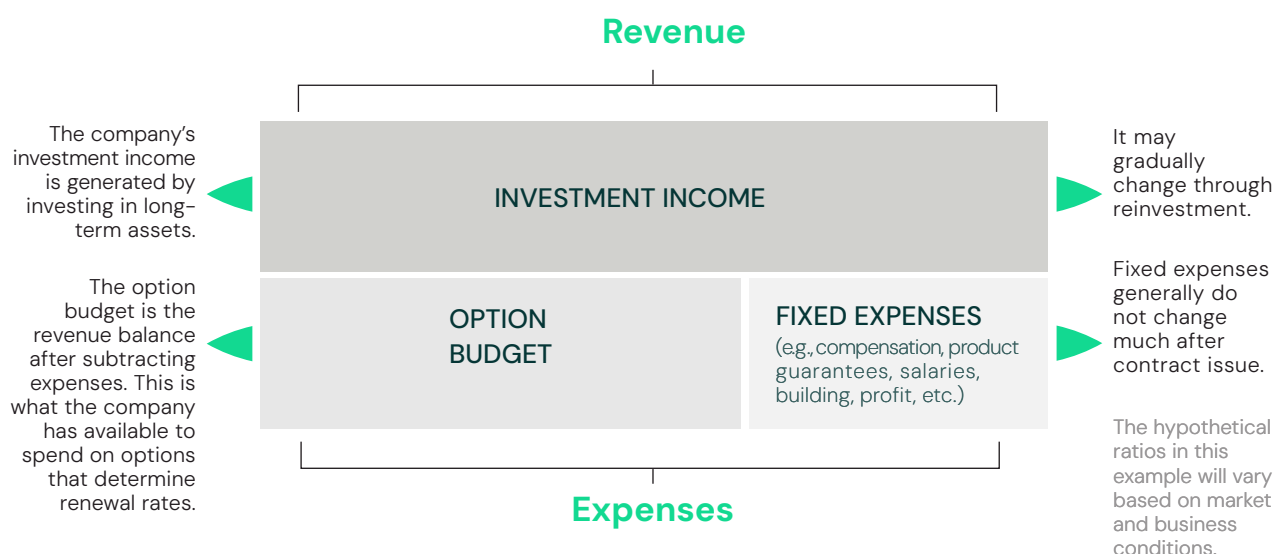 Revenue
The company's
investment income
is generated by
investing in long-
term assets.
INVESTMENT INCOME
It may
gradually
change through
reinvestment.
The option
budget is the
revenue balance
after subtracting
expenses. This is
what the company
has available to
spend on options
that determine
renewal rates.
OPTION
BUDGET
FIXED EXPENSES
(e.g., compensation, product
guarantees, salaries,
building, profit, etc.)
Fixed expenses
generally do
not change
much after
contract issue.
The hypothetical
ratios in this
example will vary
based on market
and business
conditions.
Expenses